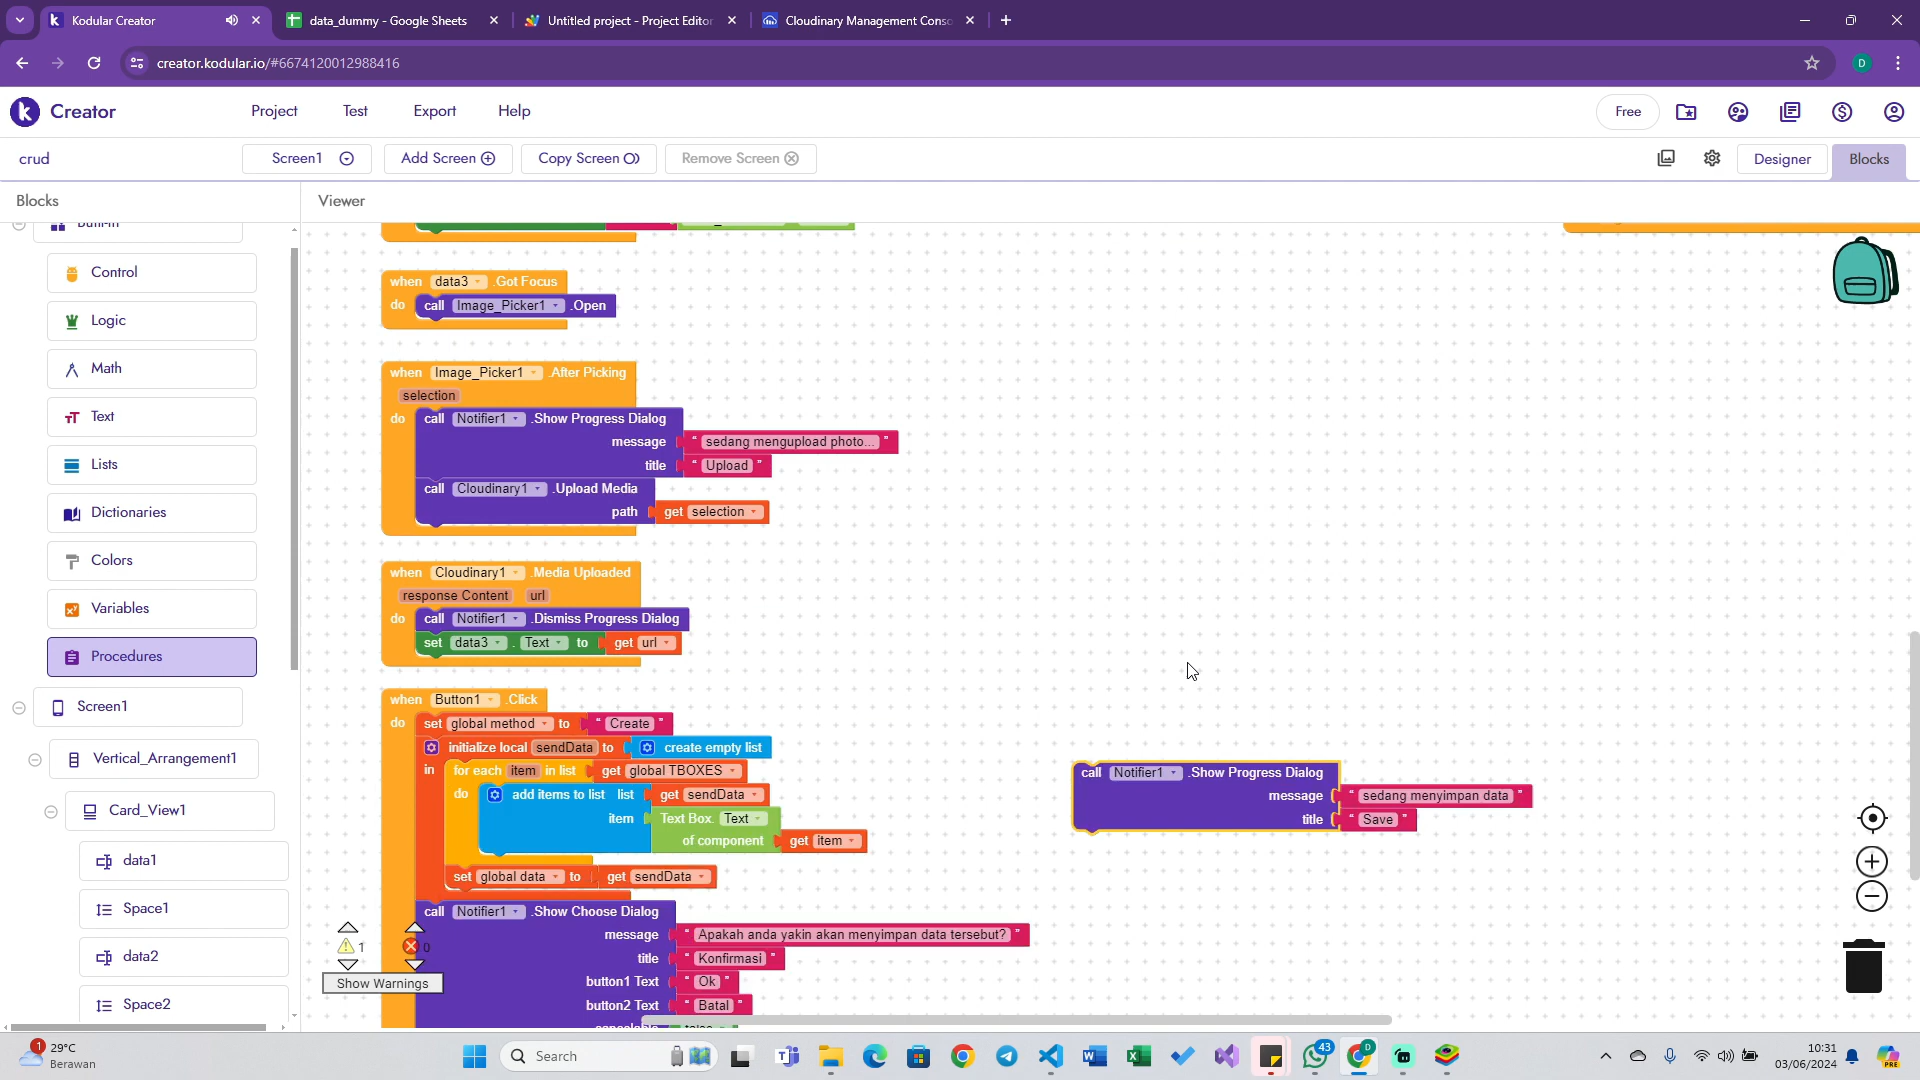 Kodular Creator
data_dummy - Google Sheets
Untitled project - Project Editor
Cloudinary Management Conso
creator.kodular.io/#6674120012988416
D
Creator
Project
Test
Export
Help
Free
crud
Screen1
Add Screen
Copy Screen
Remove Screen
Designer
Blocks
Blocks
Viewer
Built-in
Control
Logic
Math
Text
Lists
Dictionaries
Colors
Variables
Procedures
Screen1
Vertical_Arrangement1
Card_View1
data1
Space1
data2
Space2
when data3 .Got Focus
do call Image_Picker1 .Open
when Image_Picker1 .After Picking
selection
do call Notifier1 .Show Progress Dialog
message " sedang mengupload photo... "
title " Upload "
call Cloudinary1 .Upload Media
path get selection
when Cloudinary1 .Media Uploaded
response Content url
do call Notifier1 .Dismiss Progress Dialog
set data3 . Text to get url
when Button1 .Click
do set global method to " Create "
initialize local sendData to create empty list
in for each item in list get global TBOXES
do add items to list list get sendData
item Text Box. Text
of component get item
set global data to get sendData
call Notifier1 .Show Choose Dialog
message " Apakah anda yakin akan menyimpan data tersebut? "
title " Konfirmasi "
button1 Text " Ok "
button2 Text " Batal "
cancelable false
call Notifier1 .Show Progress Dialog
message " sedang menyimpan data "
title " Save "
1
0
Show Warnings
1
29°C
Berawan
Search
43
D
10:31
03/06/2024
PRE